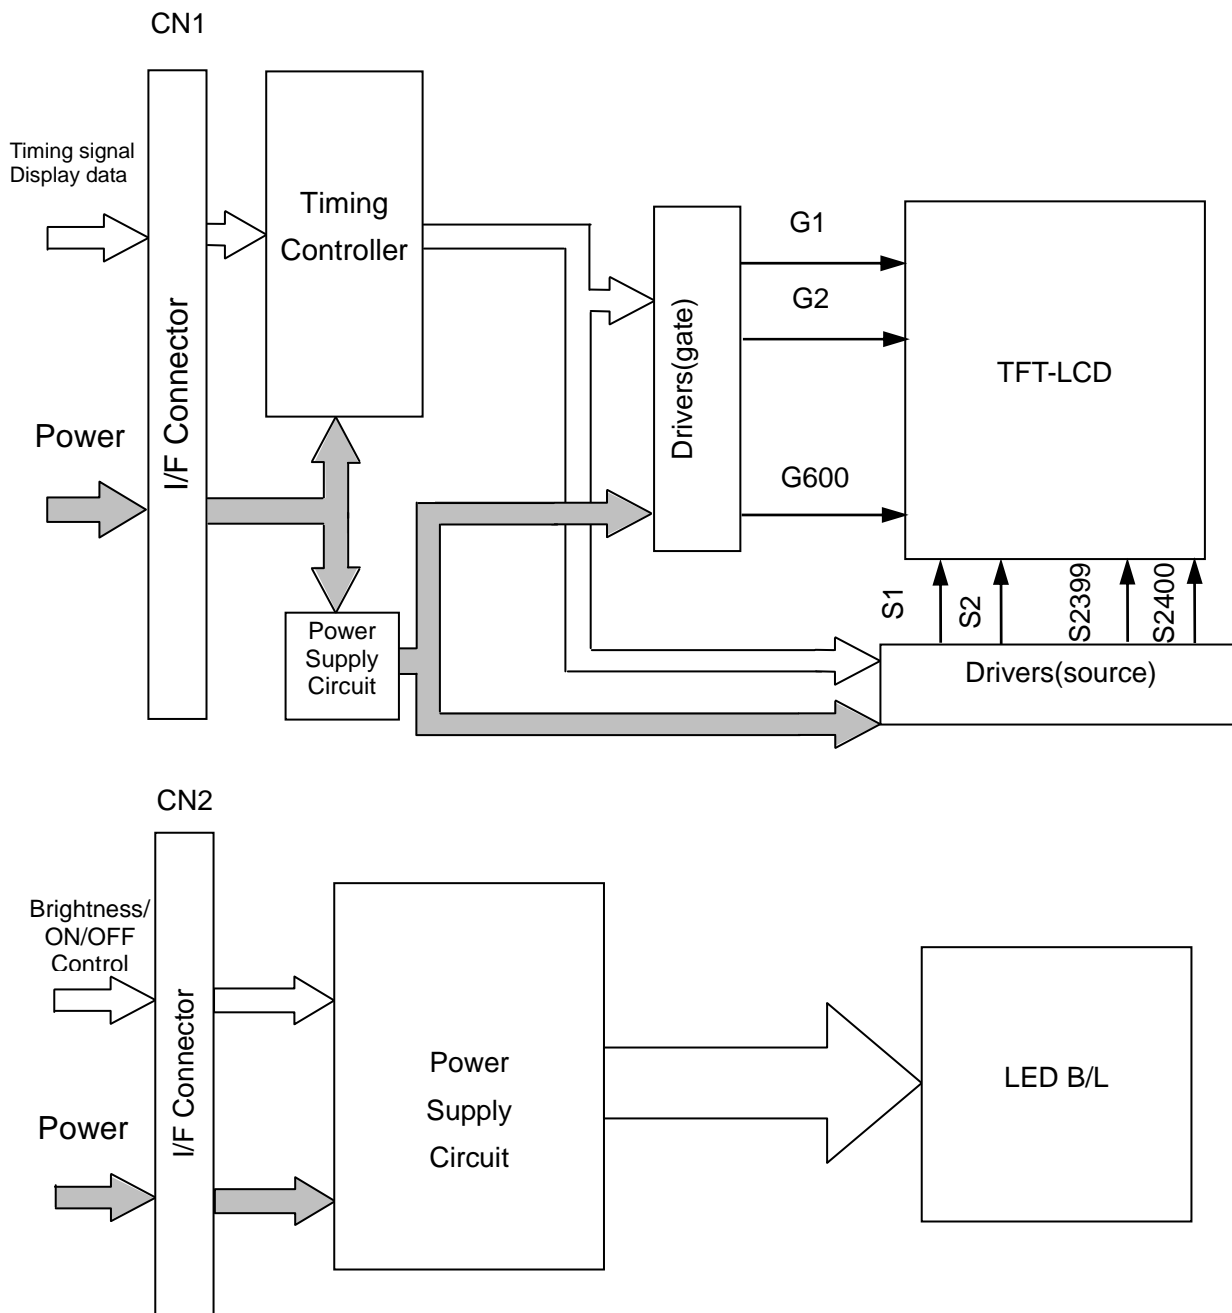 CN1
Timing signal
Display data
Timing
Controller
I/F Connector
Power
Power
Supply
Circuit
Drivers(gate)
G1
G2
G600
TFT-LCD
S1
S2
S2399
S2400
Drivers(source)
CN2
Brightness/
ON/OFF
Control
I/F Connector
Power
Power
Supply
Circuit
LED B/L